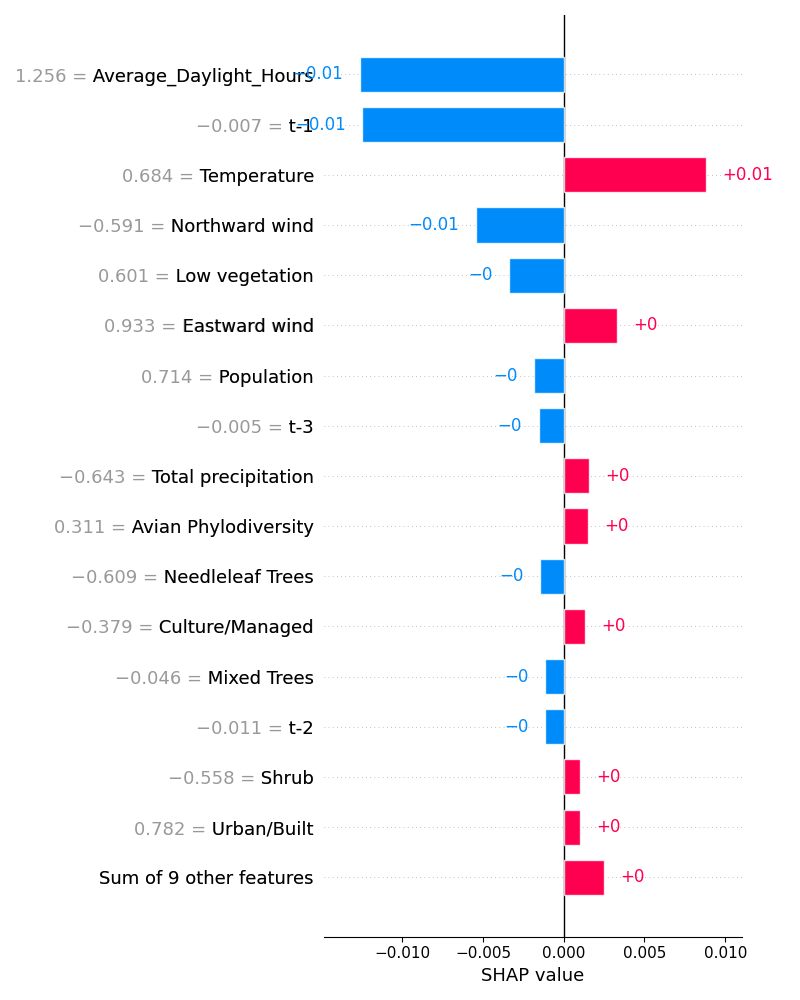 1.256 = Average_Daylight_Hours −0.01
−0.007 = t-1 −0.01
0.684 = Temperature +0.01
−0.591 = Northward wind −0.01
0.601 = Low vegetation −0
0.933 = Eastward wind +0
0.714 = Population −0
−0.005 = t-3 −0
−0.643 = Total precipitation +0
0.311 = Avian Phylodiversity +0
−0.609 = Needleleaf Trees −0
−0.379 = Culture/Managed +0
−0.046 = Mixed Trees −0
−0.011 = t-2 −0
−0.558 = Shrub +0
0.782 = Urban/Built +0
Sum of 9 other features +0
−0.010 −0.005 0.000 0.005 0.010
SHAP value